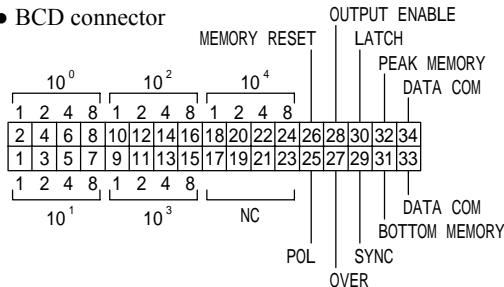 ● BCD connector
OUTPUT ENABLE
MEMORY RESET LATCH
PEAK MEMORY
DATA COM
10⁰ 10² 10⁴
1 2 4 8 1 2 4 8 1 2 4 8
2 4 6 8 10 12 14 16 18 20 22 24 26 28 30 32 34
1 3 5 7 9 11 13 15 17 19 21 23 25 27 29 31 33
1 2 4 8 1 2 4 8
10¹ 10³ NC
DATA COM
BOTTOM MEMORY
POL SYNC
OVER